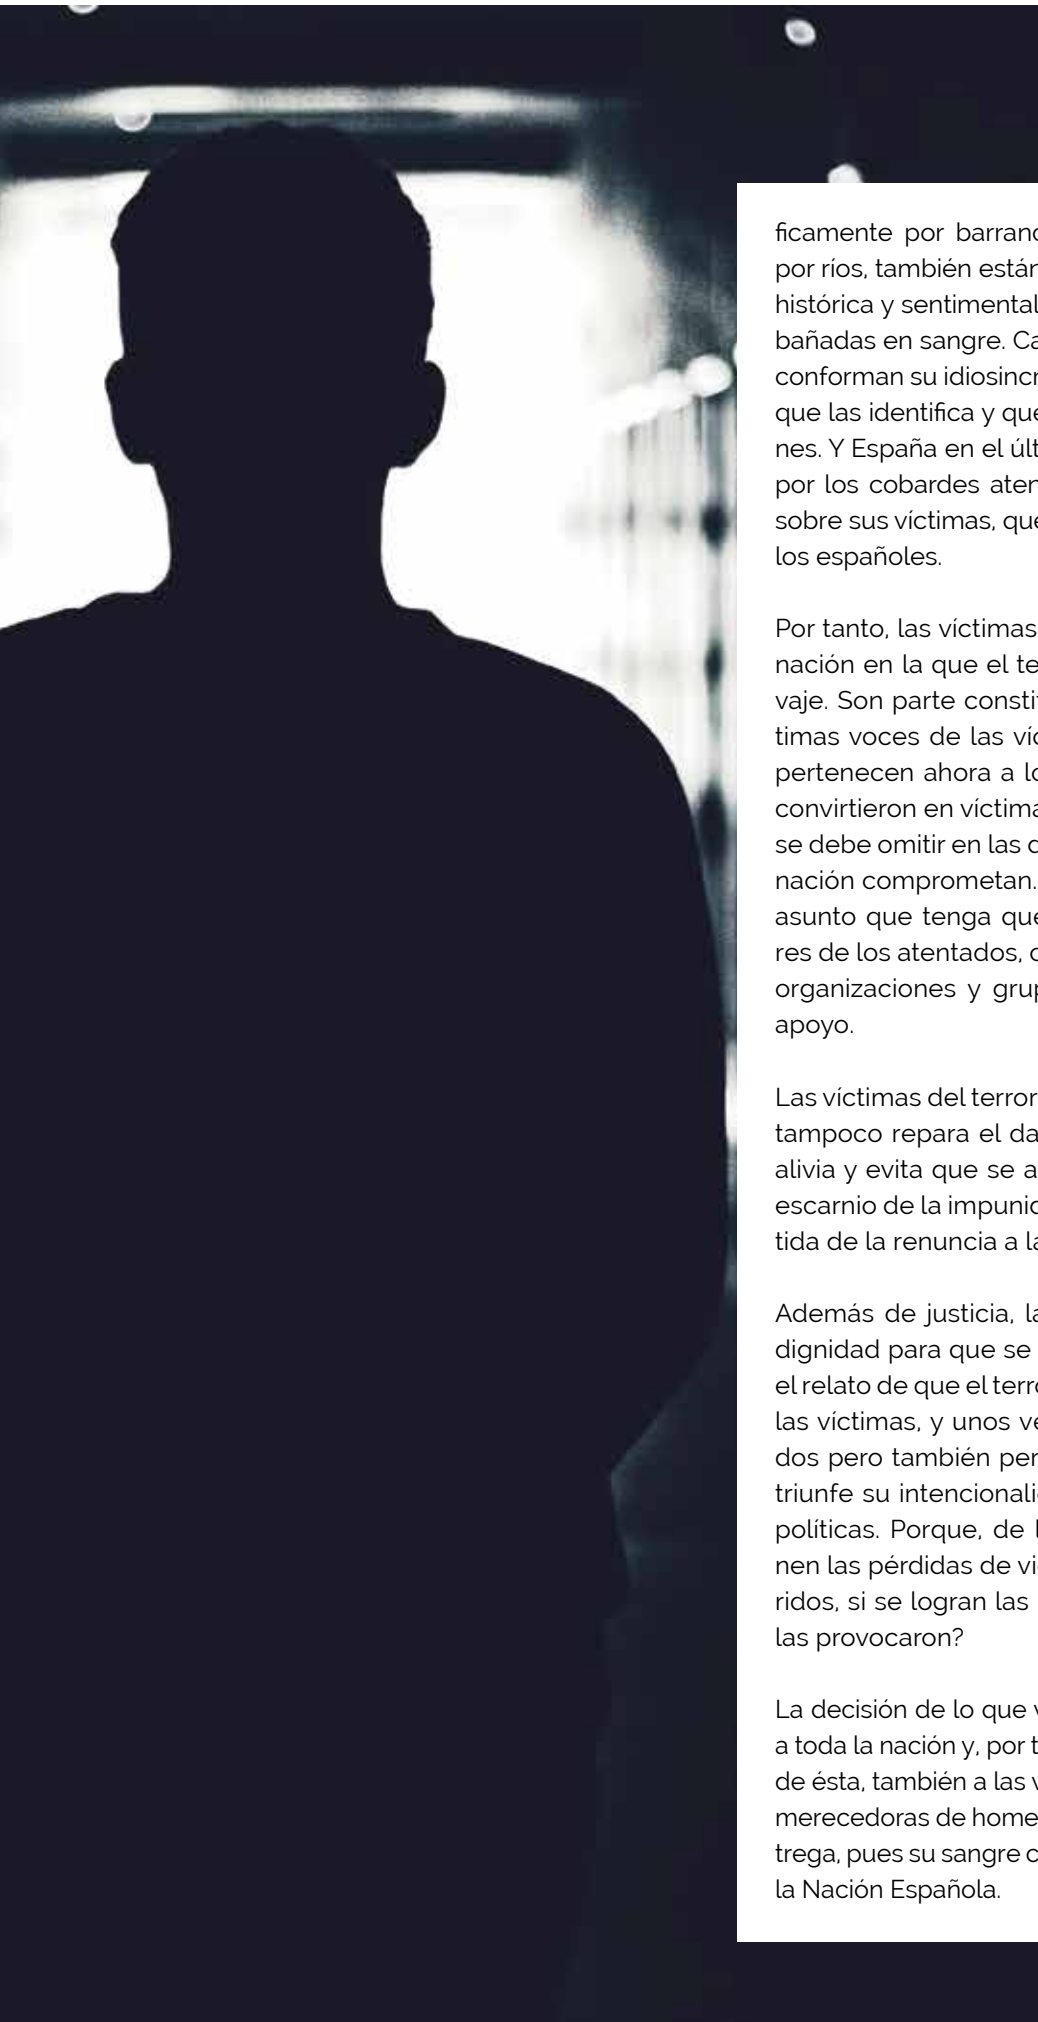 ficamente por barranc
por ríos, también están
histórica y sentimental
bañadas en sangre. Ca
conforman su idiosincr
que las identifica y que
nes. Y España en el últ
por los cobardes aten
sobre sus víctimas, que
los españoles.
Por tanto, las víctimas
nación en la que el te
vaje. Son parte consti
timas voces de las víc
pertenecen ahora a lo
convirtieron en víctima
se debe omitir en las d
nación comprometan.
asunto que tenga que
res de los atentados, c
organizaciones y grup
apoyo.
Las víctimas del terror
tampoco repara el da
alivia y evita que se a
escarnio de la impunid
tida de la renuncia a la
Además de justicia, la
dignidad para que se
el relato de que el terro
las víctimas, y unos ve
dos pero también per
triunfe su intencionali
políticas. Porque, de l
nen las pérdidas de vi
ridos, si se logran las
las provocaron?
La decisión de lo que v
a toda la nación y, por t
de ésta, también a las v
merecedoras de home
trega, pues su sangre c
la Nación Española.